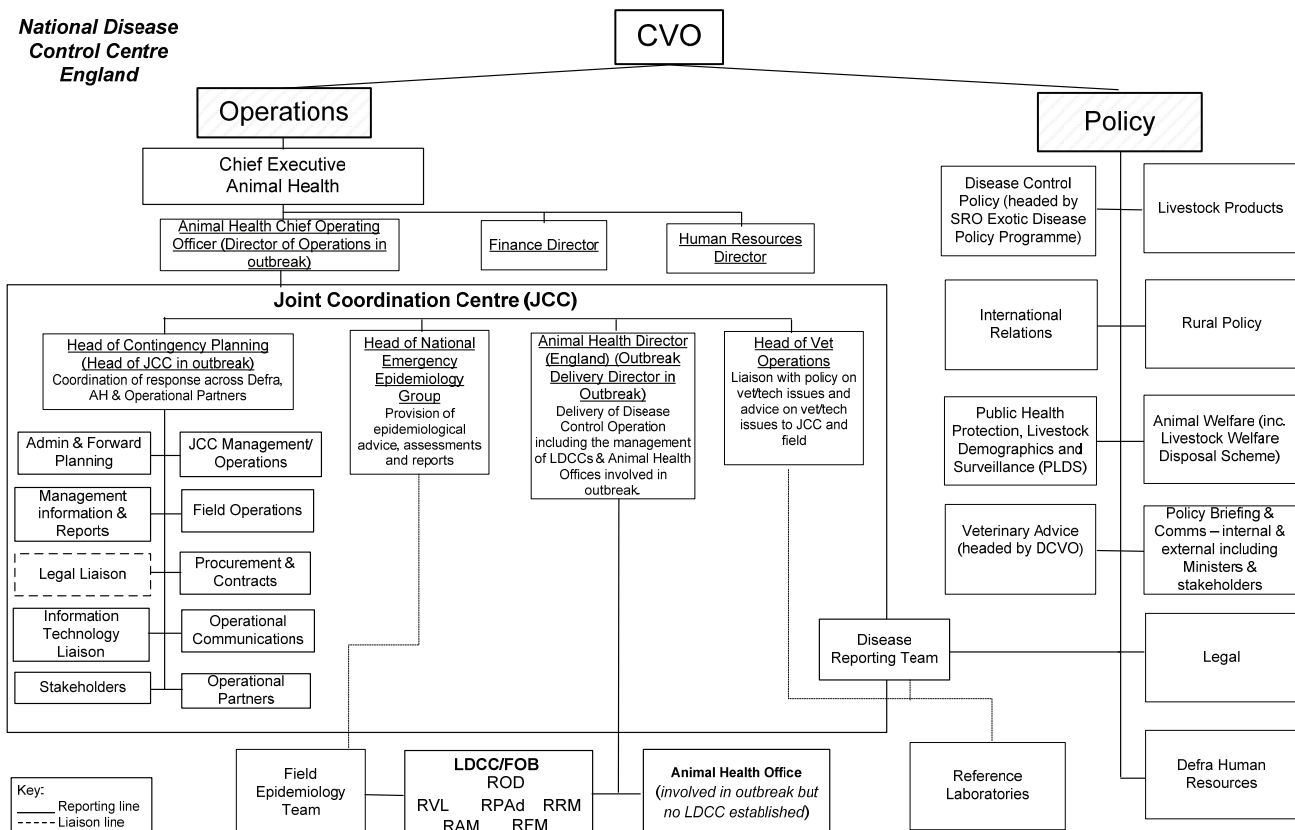 National Disease
Control Centre
England
CVO
Operations
Policy
Chief Executive
Animal Health
Animal Health Chief Operating
Officer (Director of Operations in
outbreak)
Finance Director
Human Resources
Director
Disease Control
Policy (headed by
SRO Exotic Disease
Policy Programme)
Livestock Products
International
Relations
Rural Policy
Public Health
Protection, Livestock
Demographics and
Surveillance (PLDS)
Animal Welfare (inc.
Livestock Welfare
Disposal Scheme)
Veterinary Advice
(headed by DCVO)
Policy Briefing &
Comms – internal &
external including
Ministers &
stakeholders
Legal
Defra Human
Resources
Joint Coordination Centre (JCC)
Head of Contingency Planning
(Head of JCC in outbreak)
Coordination of response across Defra,
AH & Operational Partners
Head of National
Emergency
Epidemiology
Group
Provision of
epidemiological
advice, assessments
and reports
Animal Health Director
(England) (Outbreak
Delivery Director in
Outbreak)
Delivery of Disease
Control Operation
including the management
of LDCCs & Animal Health
Offices involved in
outbreak.
Head of Vet
Operations
Liaison with policy on
vet/tech issues and
advice on vet/tech
issues to JCC and
field
Admin & Forward
Planning
JCC Management/
Operations
Management
information &
Reports
Field Operations
Legal Liaison
Procurement &
Contracts
Information
Technology
Liaison
Operational
Communications
Stakeholders
Operational
Partners
Disease
Reporting Team
Field
Epidemiology
Team
LDCC/FOB
ROD
RVL RPAd RRM
RAM RFM
Animal Health Office
(involved in outbreak but
no LDCC established)
Reference
Laboratories
Key:
Reporting line
Liaison line